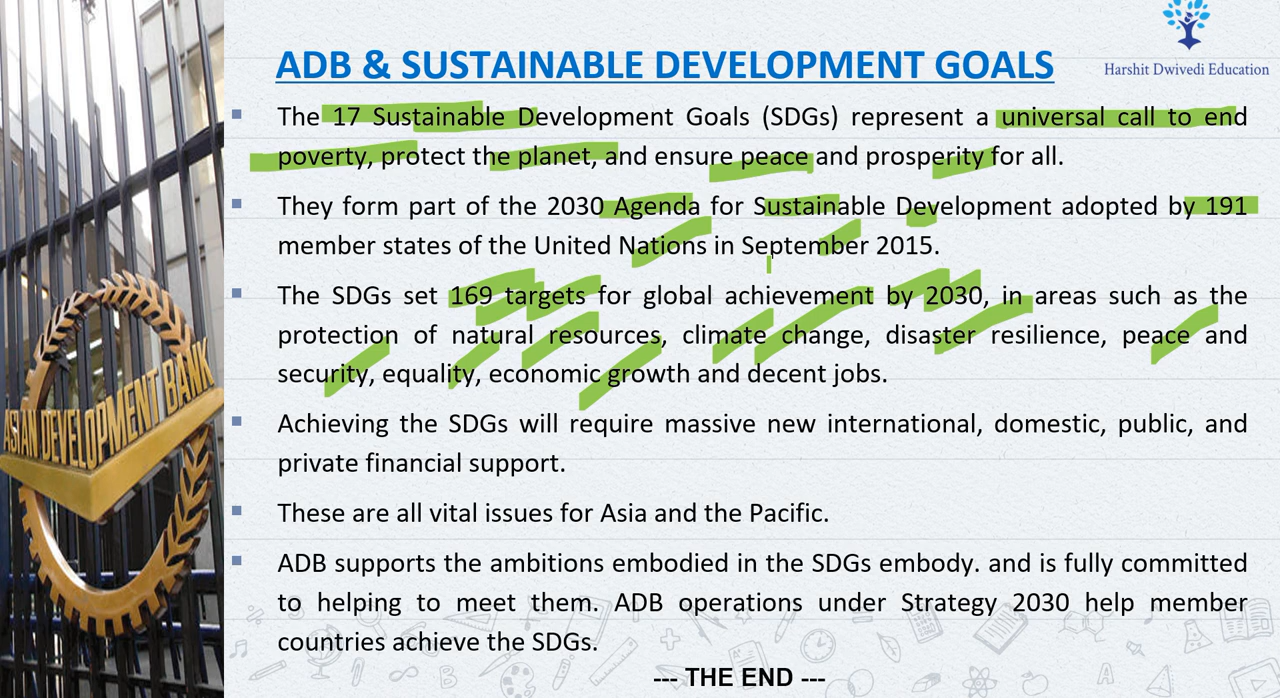 Harshit Dwivedi Education
ADB & SUSTAINABLE DEVELOPMENT GOALS
The 17 Sustainable Development Goals (SDGs) represent a universal call to end
poverty, protect the planet, and ensure peace and prosperity for all.
They form part of the 2030 Agenda for Sustainable Development adopted by 191
member states of the United Nations in September 2015.
The SDGs set 169 targets for global achievement by 2030, in areas such as the
protection of natural resources, climate change, disaster resilience, peace and
security, equality, economic growth and decent jobs.
Achieving the SDGs will require massive new international, domestic, public, and
private financial support.
These are all vital issues for Asia and the Pacific.
ADB supports the ambitions embodied in the SDGs embody. and is fully committed
to helping to meet them. ADB operations under Strategy 2030 help member
countries achieve the SDGs.
--- THE END ---
ASIAN DEVELOPMENT BANK